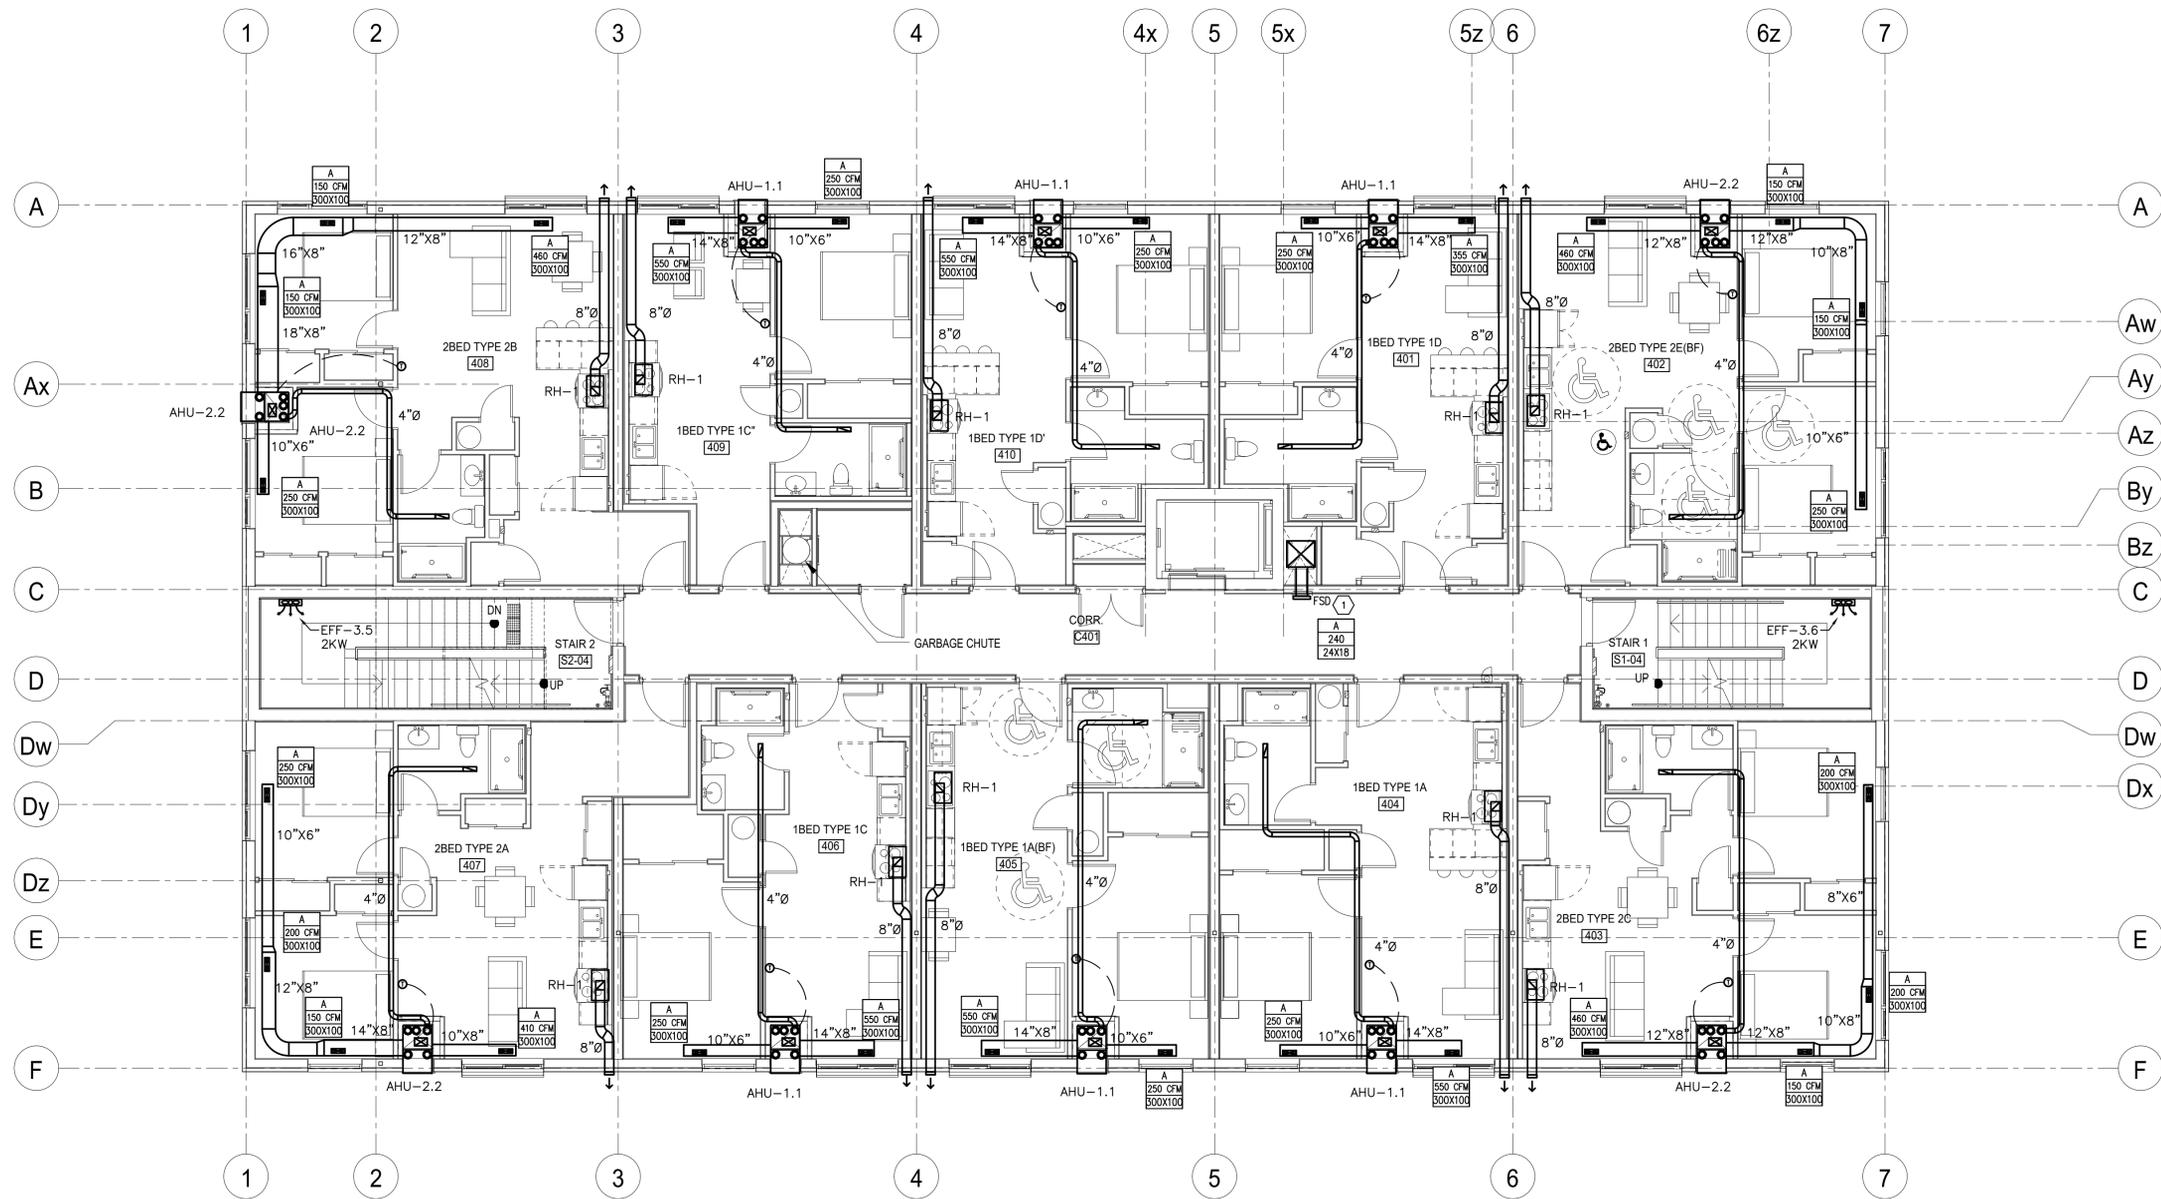 1 2 3 4 4x 5 5x 5z 6 6z 7
A
150 CFM
300X100
A
250 CFM
300X100
AHU-1.1
AHU-1.1
AHU-1.1
AHU-2.2
A
150 CFM
300X100
A A
12"X8"
16"X8"
A
460 CFM
300X100
14"X8"
10"X6"
A
550 CFM
300X100
14"X8"
10"X6"
A
550 CFM
300X100
A
250 CFM
300X100
10"X6"
14"X8"
A
250 CFM
300X100
A
355 CFM
300X100
12"X8"
12"X8"
10"X8"
A
460 CFM
300X100
A
150 CFM
300X100
18"X8"
8"Ø
8"Ø
8"Ø
8"Ø
8"Ø
A
150 CFM
300X100
Aw Aw
2BED TYPE 2B
408
4"Ø
4"Ø
1BED TYPE 1D
401
4"Ø
2BED TYPE 2E(BF)
402
4"Ø
Ax Ay
RH-1
RH-1
RH-1
RH-1
RH-1
AHU-2.2
4"Ø
AHU-2.2
10"X6"
1BED TYPE 1C"
409
1BED TYPE 1D'
410
10"X6"
Az
A
250 CFM
300X100
A
250 CFM
300X100
B By
Bz
C C
DN
EFF-3.5
2KW
STAIR 2
S2-04
UP
GARBAGE CHUTE
CORR.
C401
FSD
1
A
240
24X18
STAIR 1
S1-04
UP
EFF-3.6
2KW
D D
Dw Dw
A
250 CFM
300X100
A
200 CFM
300X100
Dy Dx
RH-1
1BED TYPE 1A
404
RH-1
10"X6"
1BED TYPE 1C
406
2BED TYPE 2A
407
1BED TYPE 1A(BF)
405
RH-1
Dz
4"Ø
4"Ø
4"Ø
8"Ø
8"X6"
A
200 CFM
300X100
8"Ø
8"Ø
2BED TYPE 2C
403
E E
4"Ø
4"Ø
12"X8"
RH-1
RH-1
A
200 CFM
300X100
A
150 CFM
300X100
14"X8"
10"X8"
A
410 CFM
300X100
A
250 CFM
300X100
10"X6"
14"X8"
A
550 CFM
300X100
A
550 CFM
300X100
14"X8"
10"X6"
A
250 CFM
300X100
10"X6"
14"X8"
A
460 CFM
300X100
12"X8"
12"X8"
10"X8"
8"Ø
8"Ø
F F
AHU-2.2
AHU-1.1
AHU-1.1
A
250 CFM
300X100
AHU-1.1
A
550 CFM
300X100
AHU-2.2
A
150 CFM
300X100
1 2 3 4 5 6 7